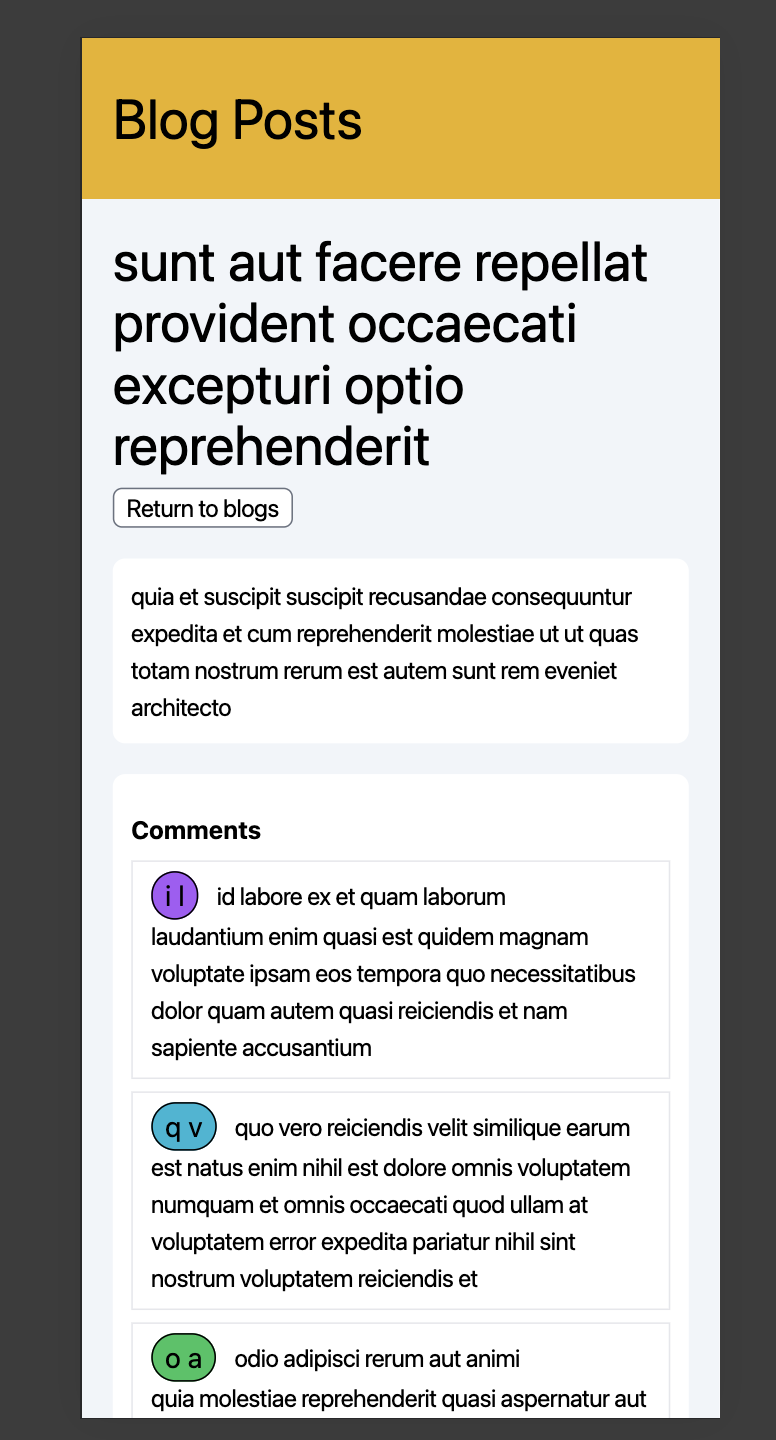 Blog Posts
sunt aut facere repellat
provident occaecati
excepturi optio
reprehenderit
Return to blogs
quia et suscipit suscipit recusandae consequuntur
expedita et cum reprehenderit molestiae ut ut quas
totam nostrum rerum est autem sunt rem eveniet
architecto
Comments
i l id labore ex et quam laborum
laudantium enim quasi est quidem magnam
voluptate ipsam eos tempora quo necessitatibus
dolor quam autem quasi reiciendis et nam
sapiente accusantium
q v quo vero reiciendis velit similique earum
est natus enim nihil est dolore omnis voluptatem
numquam et omnis occaecati quod ullam at
voluptatem error expedita pariatur nihil sint
nostrum voluptatem reiciendis et
o a odio adipisci rerum aut animi
quia molestiae reprehenderit quasi aspernatur aut